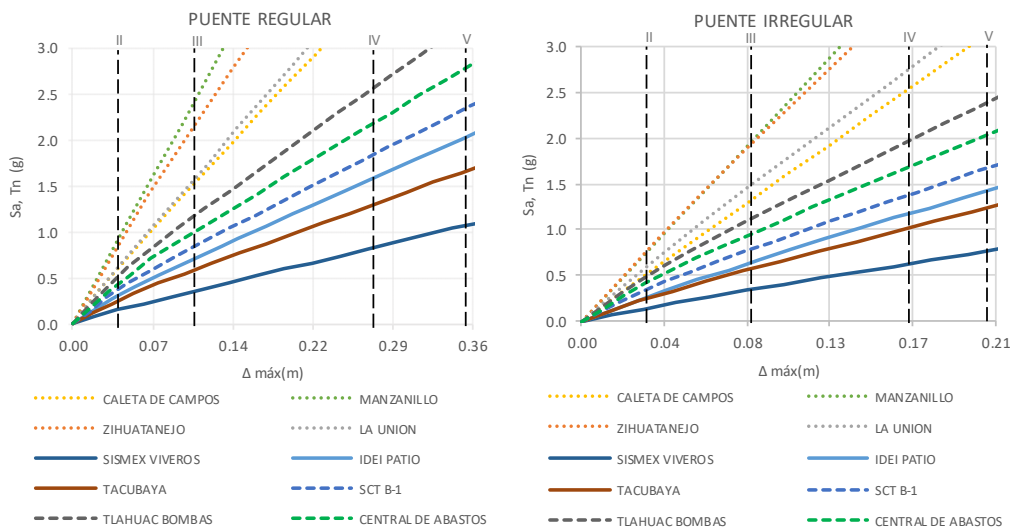 PUENTE REGULAR
II
III
IV
V
3.0
2.5
2.0
1.5
1.0
0.5
0.0
Sa, Tn (g)
0.00 0.07 0.14 0.22 0.29 0.36
Δ máx(m)
CALETA DE CAMPOS MANZANILLO
ZIHUATANEJO LA UNION
SISMEX VIVEROS IDEI PATIO
TACUBAYA SCT B-1
TLAHUAC BOMBAS CENTRAL DE ABASTOS
PUENTE IRREGULAR
II
III
IV
V
3.0
2.5
2.0
1.5
1.0
0.5
0.0
Sa, Tn (g)
0.00 0.04 0.08 0.13 0.17 0.21
Δ máx(m)
CALETA DE CAMPOS MANZANILLO
ZIHUATANEJO LA UNION
SISMEX VIVEROS IDEI PATIO
TACUBAYA SCT B-1
TLAHUAC BOMBAS CENTRAL DE ABASTOS